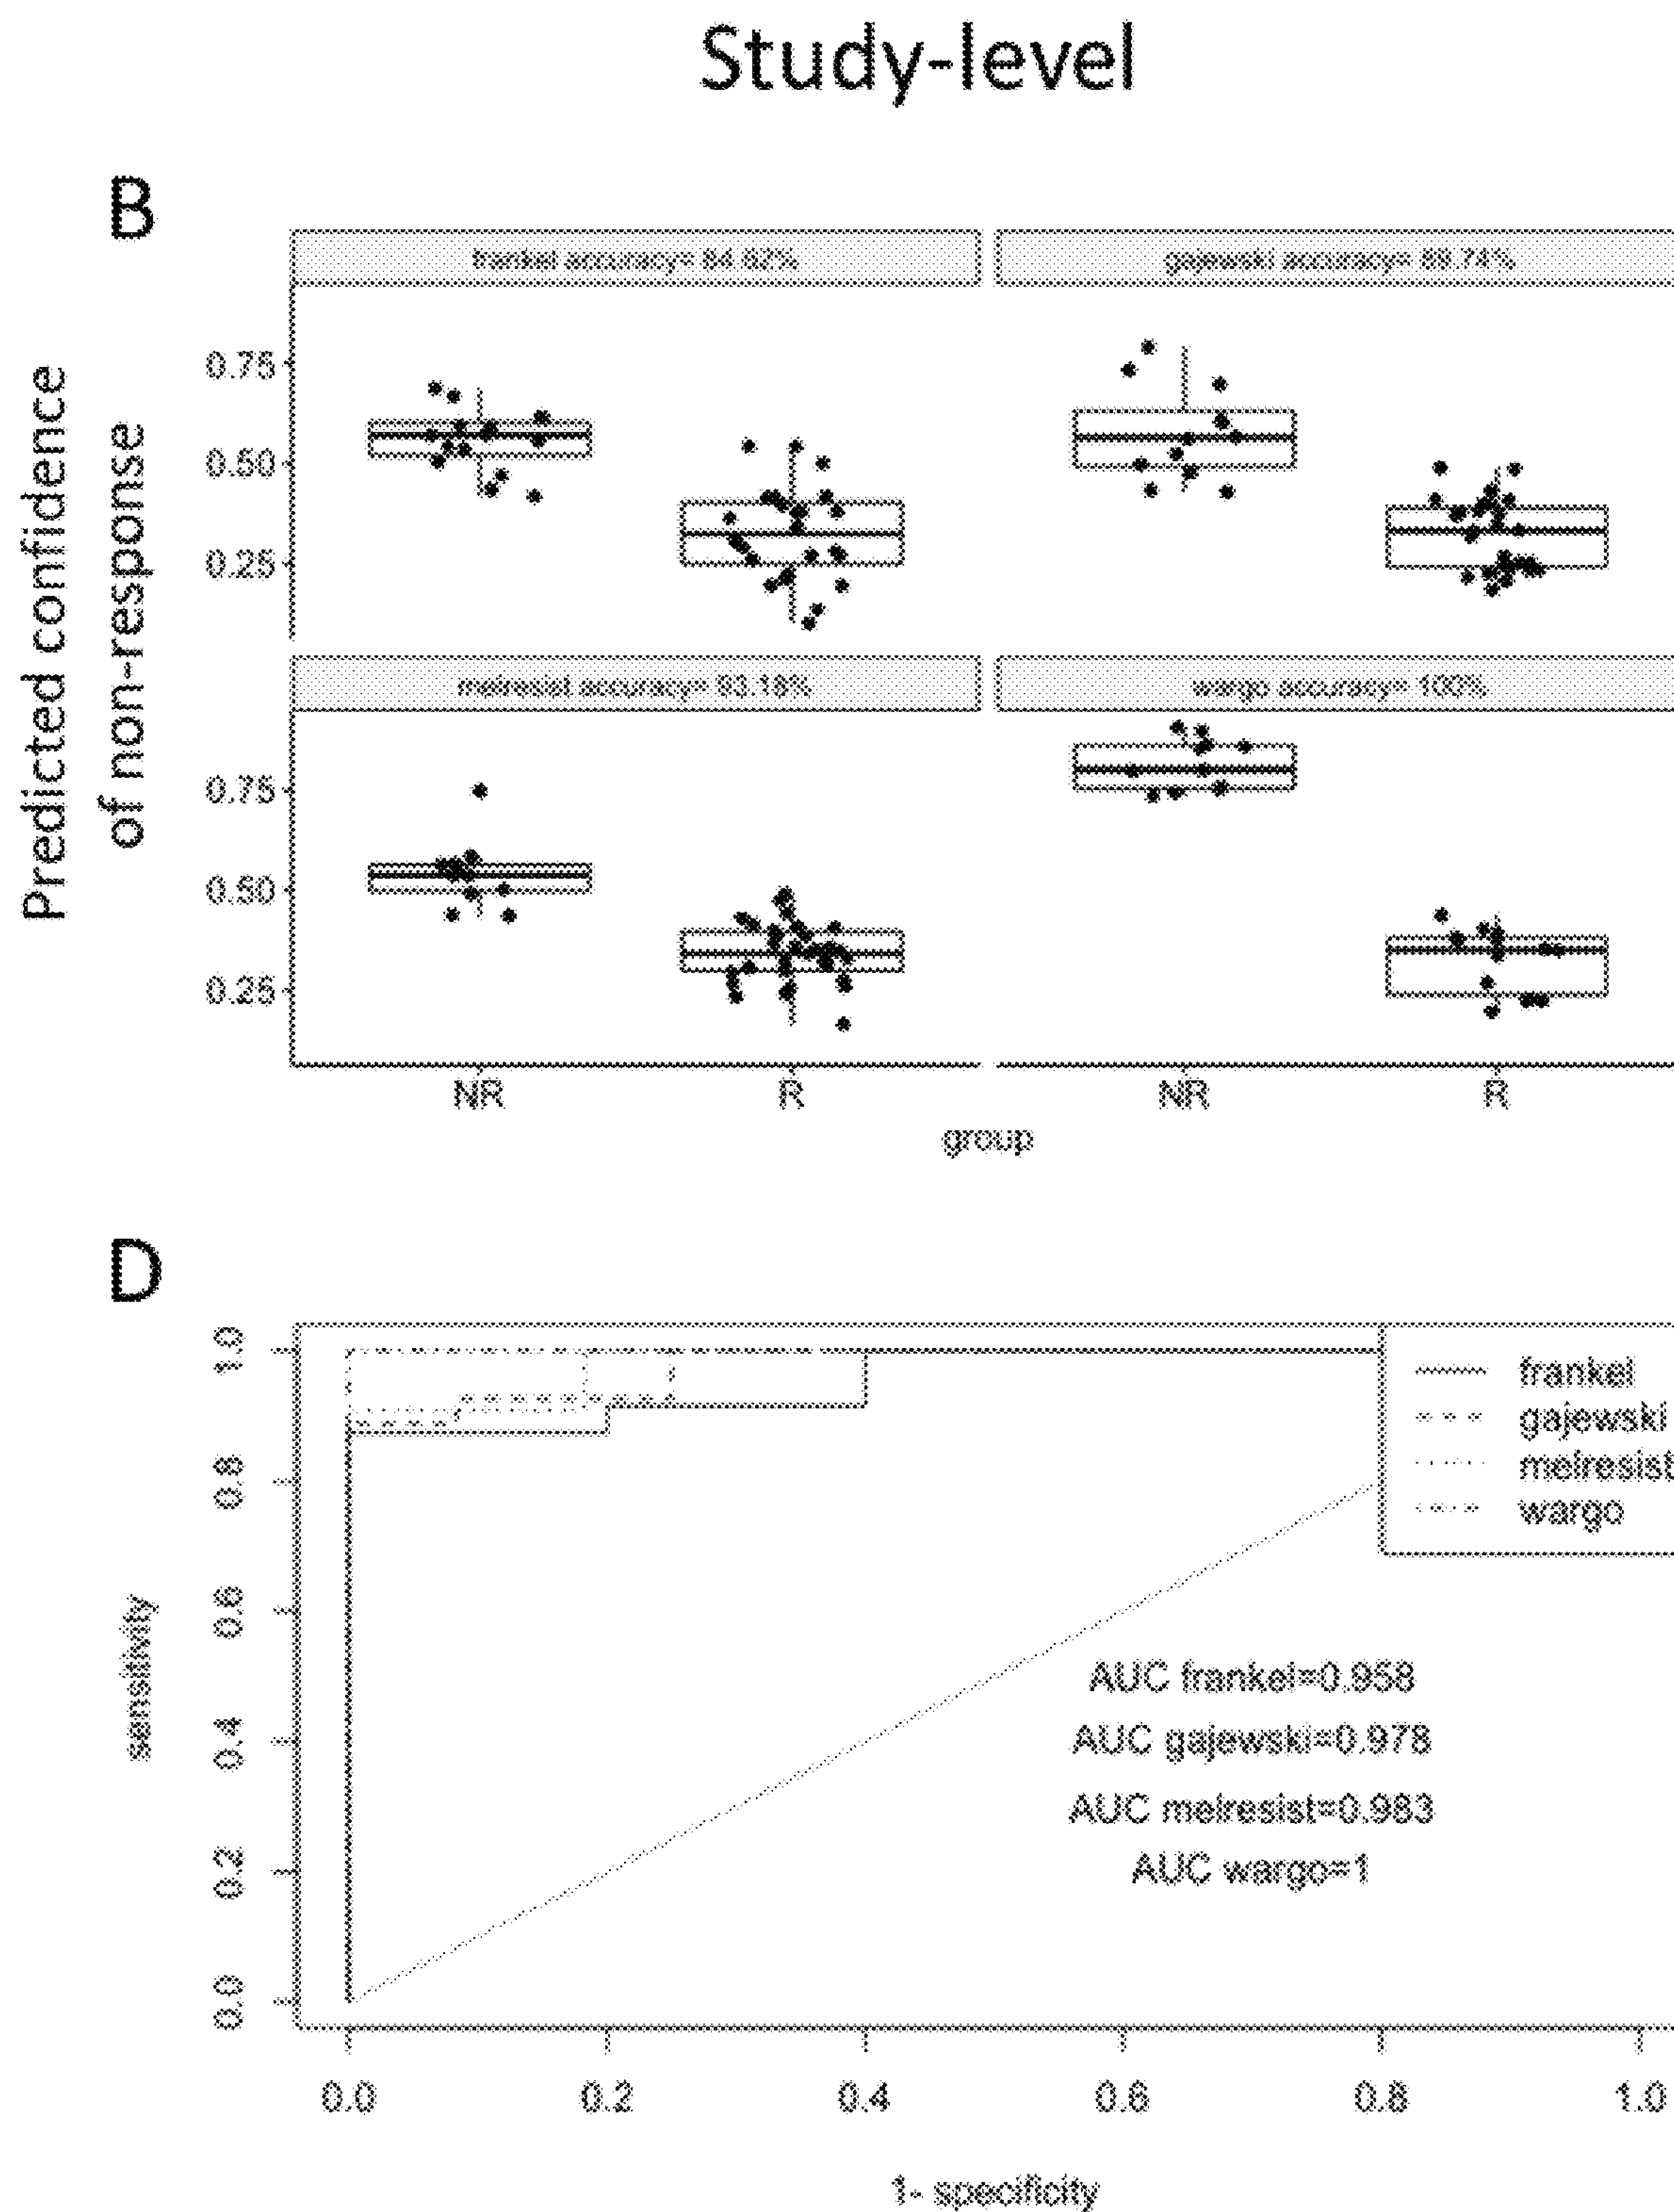 Study-level
B
frankel accuracy= 84.62%
gajewski accuracy= 89.74%
Predicted confidence
of non-response
0.75
0.50
0.25
melresist accuracy= 93.18%
wargo accuracy= 100%
0.75
0.50
0.25
NR
R
NR
R
group
D
sensitivity
1.0
0.8
0.6
0.4
0.2
0.0
frankel
gajewski
melresist
wargo
AUC frankel=0.958
AUC gajewski=0.978
AUC melresist=0.983
AUC wargo=1
0.0
0.2
0.4
0.6
0.8
1.0
1- specificity